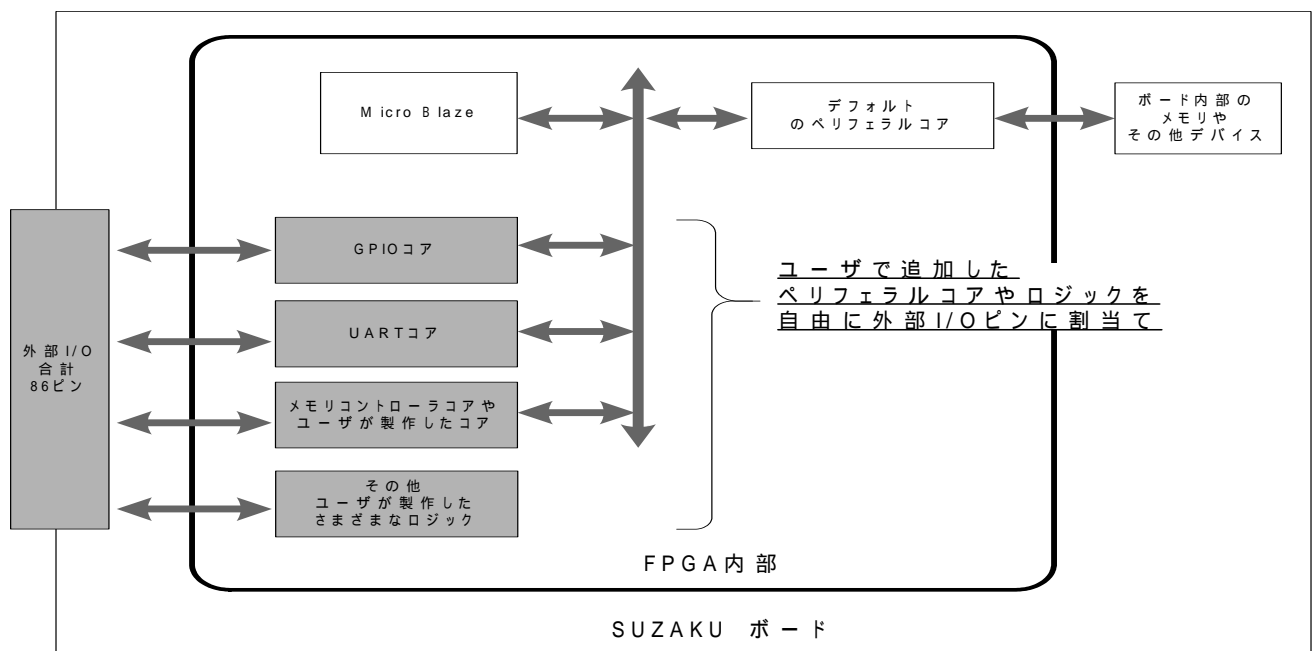 Micro Blaze
デフォルト
のペリフェラルコア
ボード内部の
メモリや
その他デバイス
GPIOコア
UARTコア
メモリコントローラコアや
ユーザが製作したコア
その他
ユーザが製作した
さまざまなロジック
外部I/O
合計
86ピン
ユーザで追加した
ペリフェラルコアやロジックを
自由に外部I/Oピンに割当て
FPGA内部
SUZAKU ボード